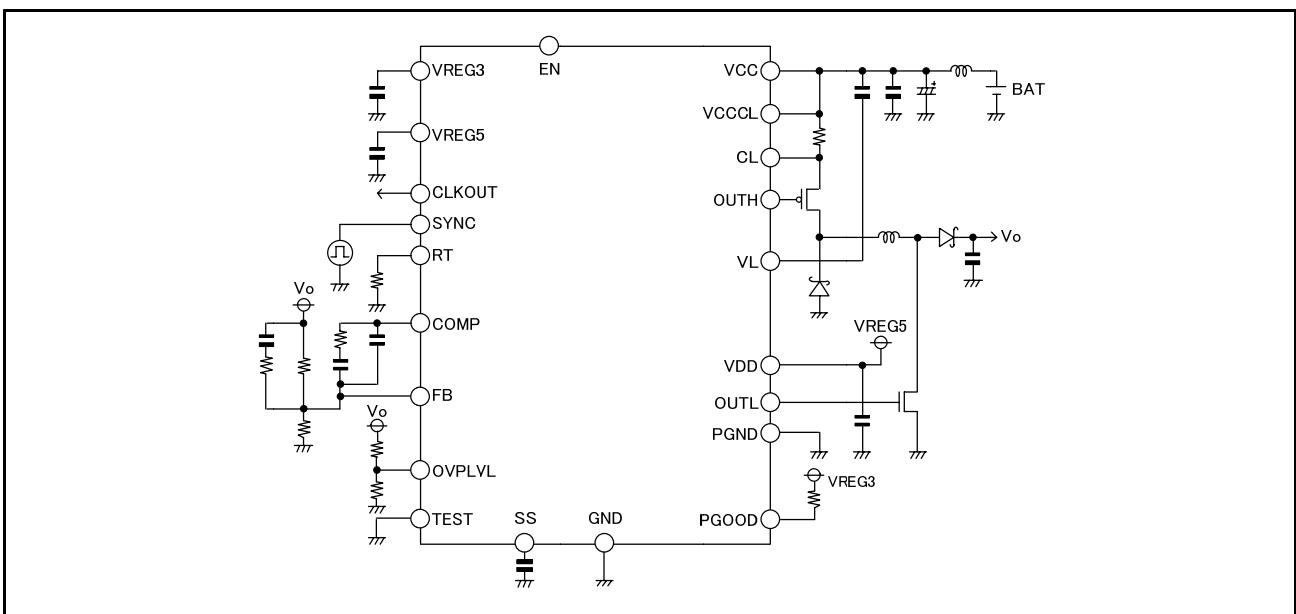 EN
VREG3
VREG5
CLKOUT
SYNC
RT
Vo
COMP
FB
Vo
OVPLVL
TEST
SS
GND
VCC
BAT
VCCCL
CL
OUTH
Vo
VL
VREG5
VDD
OUTL
PGND
VREG3
PGOOD
+